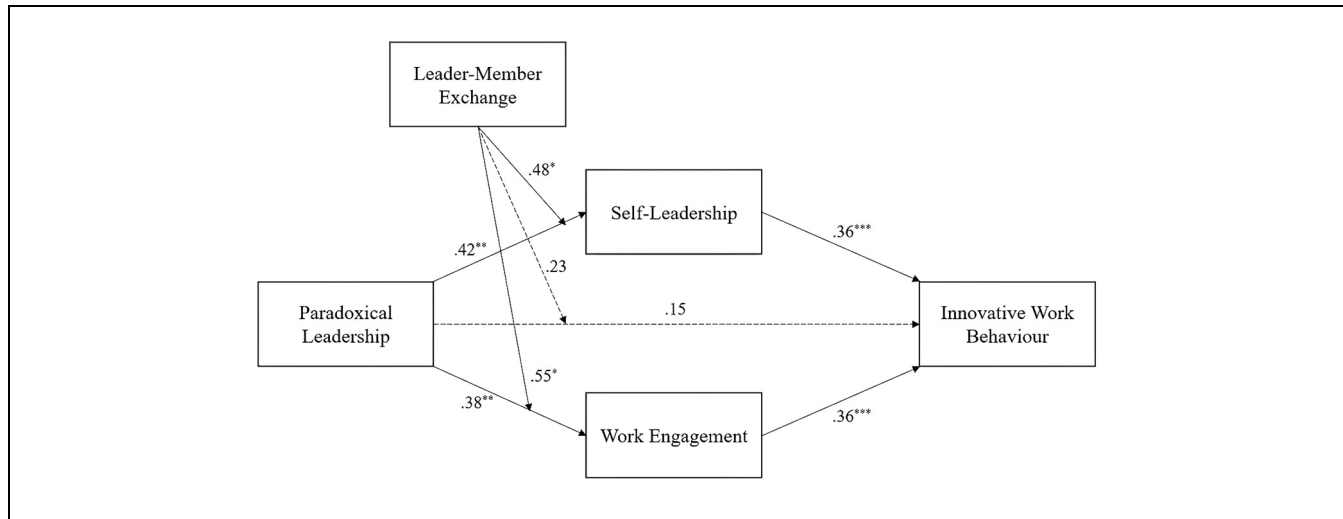 Leader-Member
Exchange
.48*
Self-Leadership
.42**
.36***
.23
Paradoxical
Leadership
.15
Innovative Work
Behaviour
.55*
.38**
Work Engagement
.36***